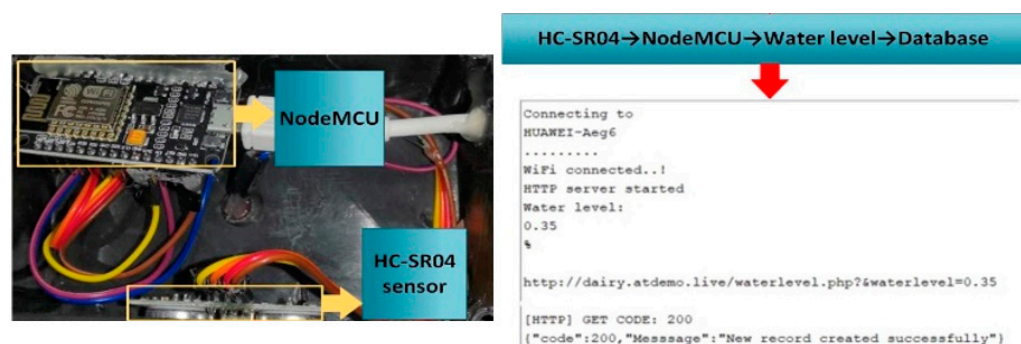 NodeMCU
HC-SR04
sensor
HC-SR04→NodeMCU→Water level→Database
Connecting to
HUAWEI-Aeg6
.........
WiFi connected..!
HTTP server started
Water level:
0.35
%
http://dairy.atdemo.live/waterlevel.php?&waterlevel=0.35
[HTTP] GET CODE: 200
{"code":200,"Messsage":"New record created successfully"}